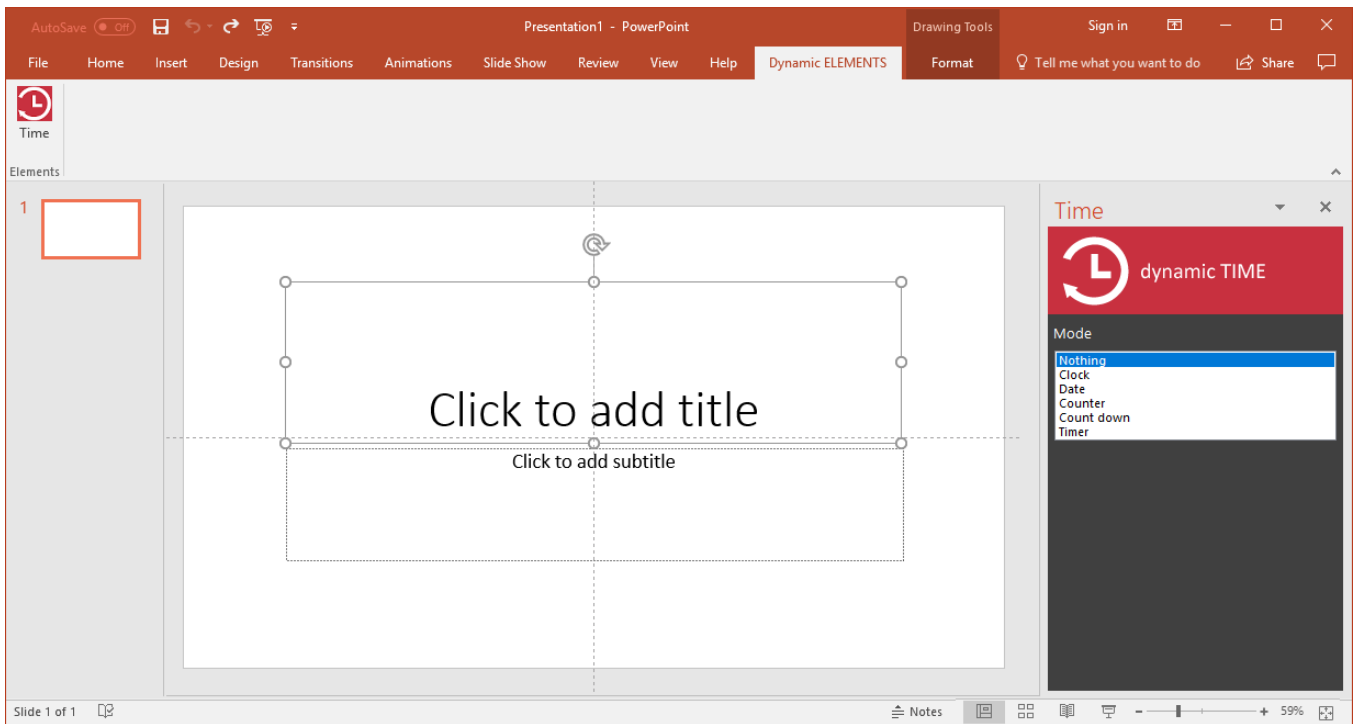 AutoSave Off Presentation1 - PowerPoint Drawing Tools Sign in
File Home Insert Design Transitions Animations Slide Show Review View Help Dynamic ELEMENTS Format Tell me what you want to do Share
Time
Elements
1
Click to add title
Click to add subtitle
Time
dynamic TIME
Mode
Nothing
Clock
Date
Counter
Count down
Timer
Slide 1 of 1 Notes 59%